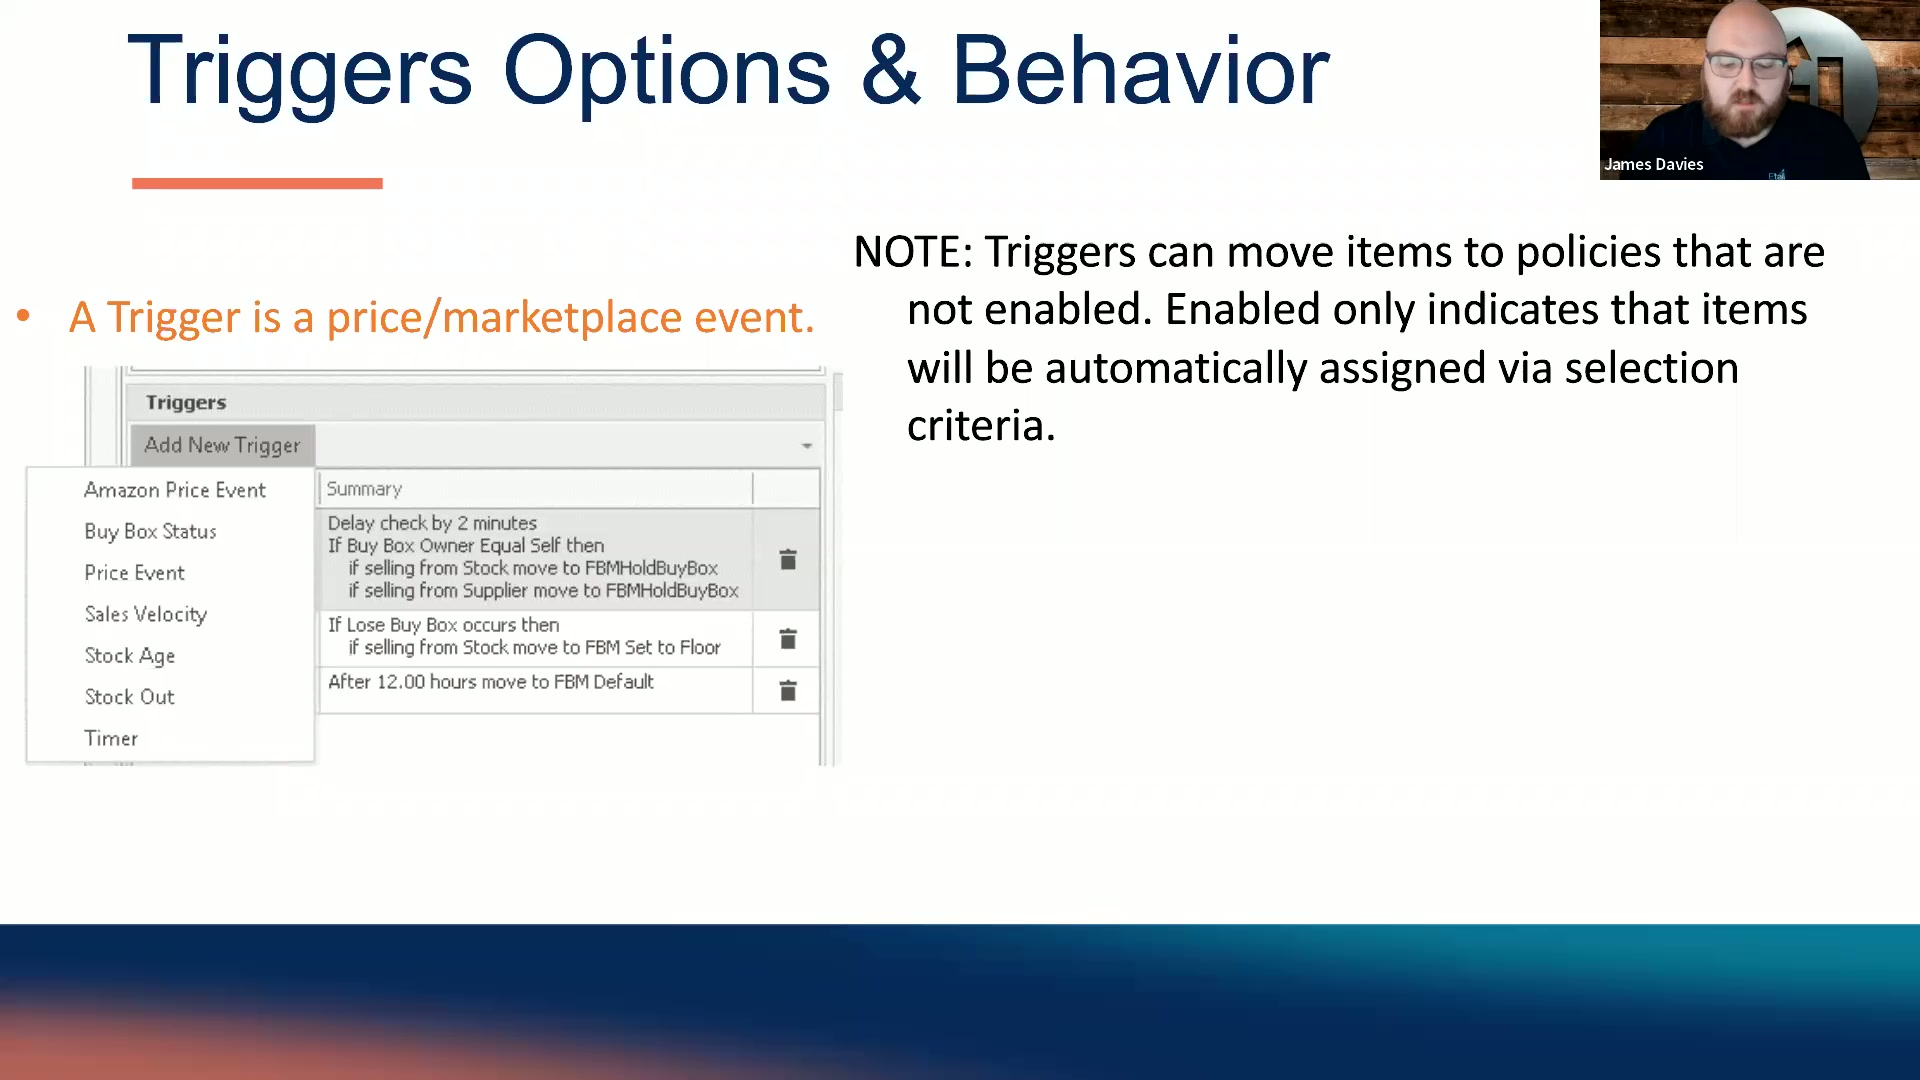 Triggers Options & Behavior
James Davies
• A Trigger is a price/marketplace event.
Triggers
Add New Trigger
Amazon Price Event
Buy Box Status
Price Event
Sales Velocity
Stock Age
Stock Out
Timer
Summary
Delay check by 2 minutes
If Buy Box Owner Equal Self then
if selling from Stock move to FBMHoldBuyBox
if selling from Supplier move to FBMHoldBuyBox
If Lose Buy Box occurs then
if selling from Stock move to FBM Set to Floor
After 12.00 hours move to FBM Default
NOTE: Triggers can move items to policies that are
not enabled. Enabled only indicates that items
will be automatically assigned via selection
criteria.